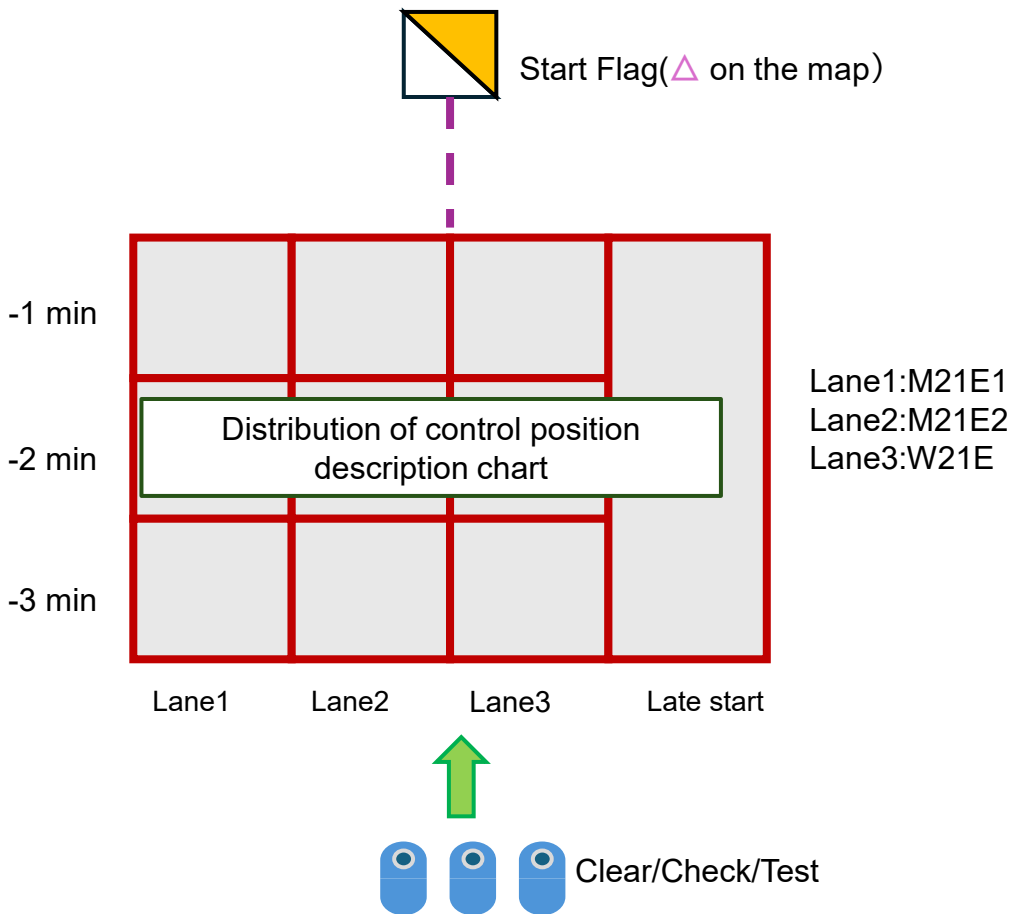 Start Flag(△ on the map）
-1 min
Lane1:M21E1
Lane2:M21E2
Lane3:W21E
Distribution of control position
description chart
-2 min
-3 min
Lane1
Lane2
Lane3
Late start
Clear/Check/Test